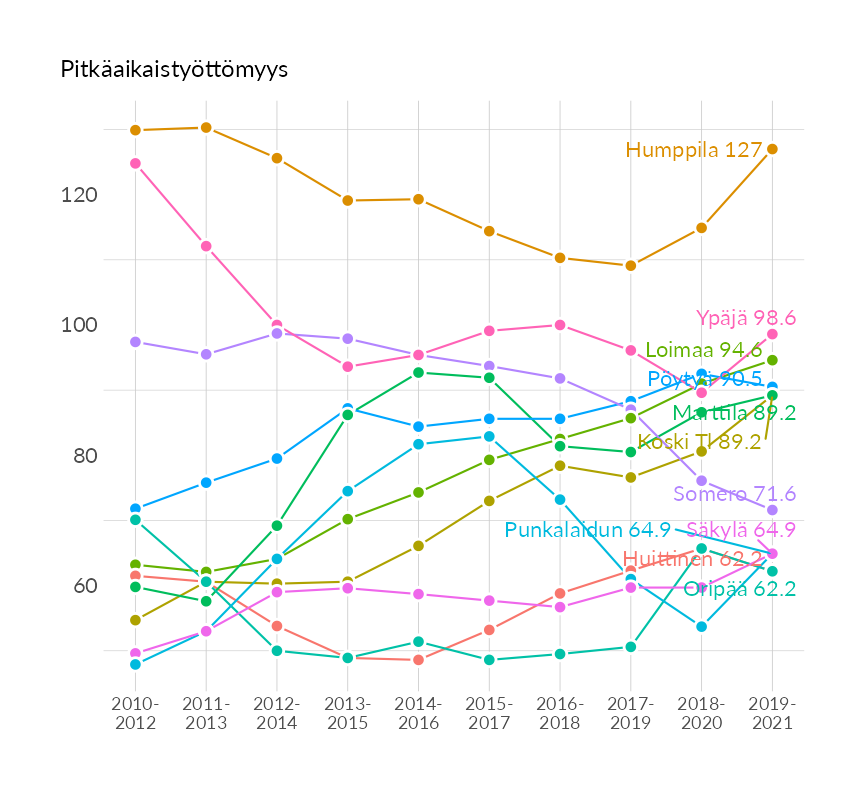 Pitkäaikaistyöttömyys
Humppila 127
120
Ypäjä 98.6
100
Loimaa 94.6
Pöytyä 90.5
Marttila 89.2
Koski Tl 89.2
80
Somero 71.6
Punkalaidun 64.9
Säkylä 64.9
Huittinen 62.2
60
Oripää 62.2
2010-
2012
2011-
2013
2012-
2014
2013-
2015
2014-
2016
2015-
2017
2016-
2018
2017-
2019
2018-
2020
2019-
2021